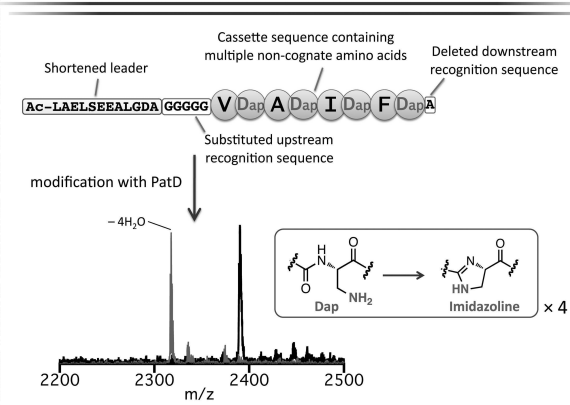 Cassette sequence containing
multiple non-cognate amino acids
Deleted downstream
recognition sequence
Shortened leader
Ac-LAELSEEALGDA GGGGG V Dap A Dap I Dap F Dap A
Substituted upstream
recognition sequence
modification with PatD
– 4H₂O
H
N
O
O
NH₂
Dap
N
HN
O
Imidazoline
× 4
2200 2300 2400 2500
m/z